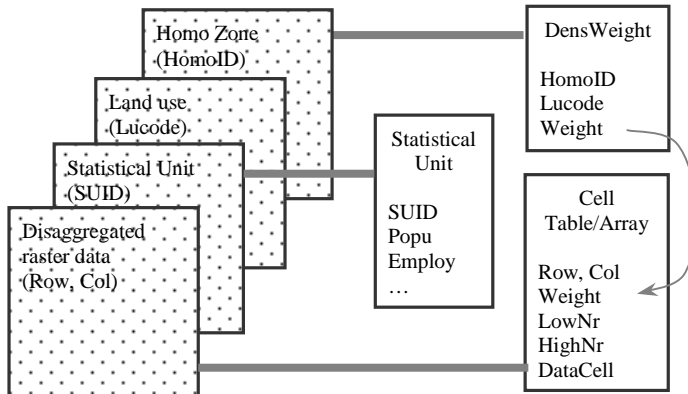 Homo Zone
(HomoID)
Land use
(Lucode)
Statistical Unit
(SUID)
Disaggregated
raster data
(Row, Col)
Statistical
Unit
SUID
Popu
Employ
…
DensWeight
HomoID
Lucode
Weight
Cell
Table/Array
Row, Col
Weight
LowNr
HighNr
DataCell